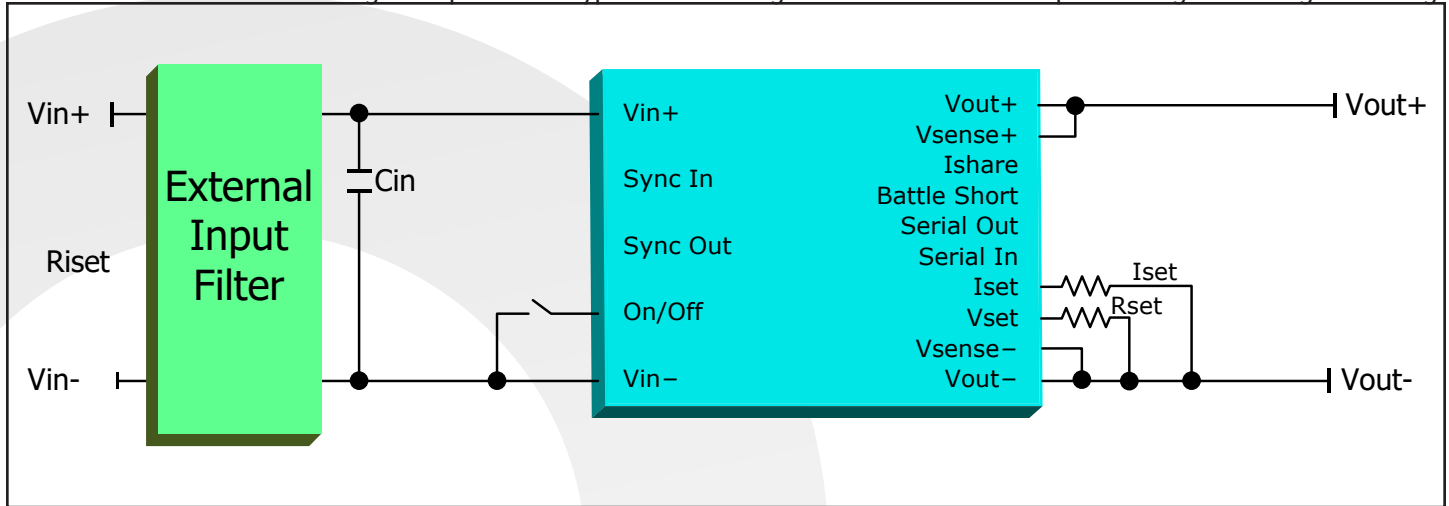 Vin+
External
Input
Filter
Riset
Vin-
Cin
Vin+
Sync In
Sync Out
On/Off
Vin−
Vout+
Vsense+
Ishare
Battle Short
Serial Out
Serial In
Iset
Vset
Vsense−
Vout−
Iset
Rset
Vout+
Vout-